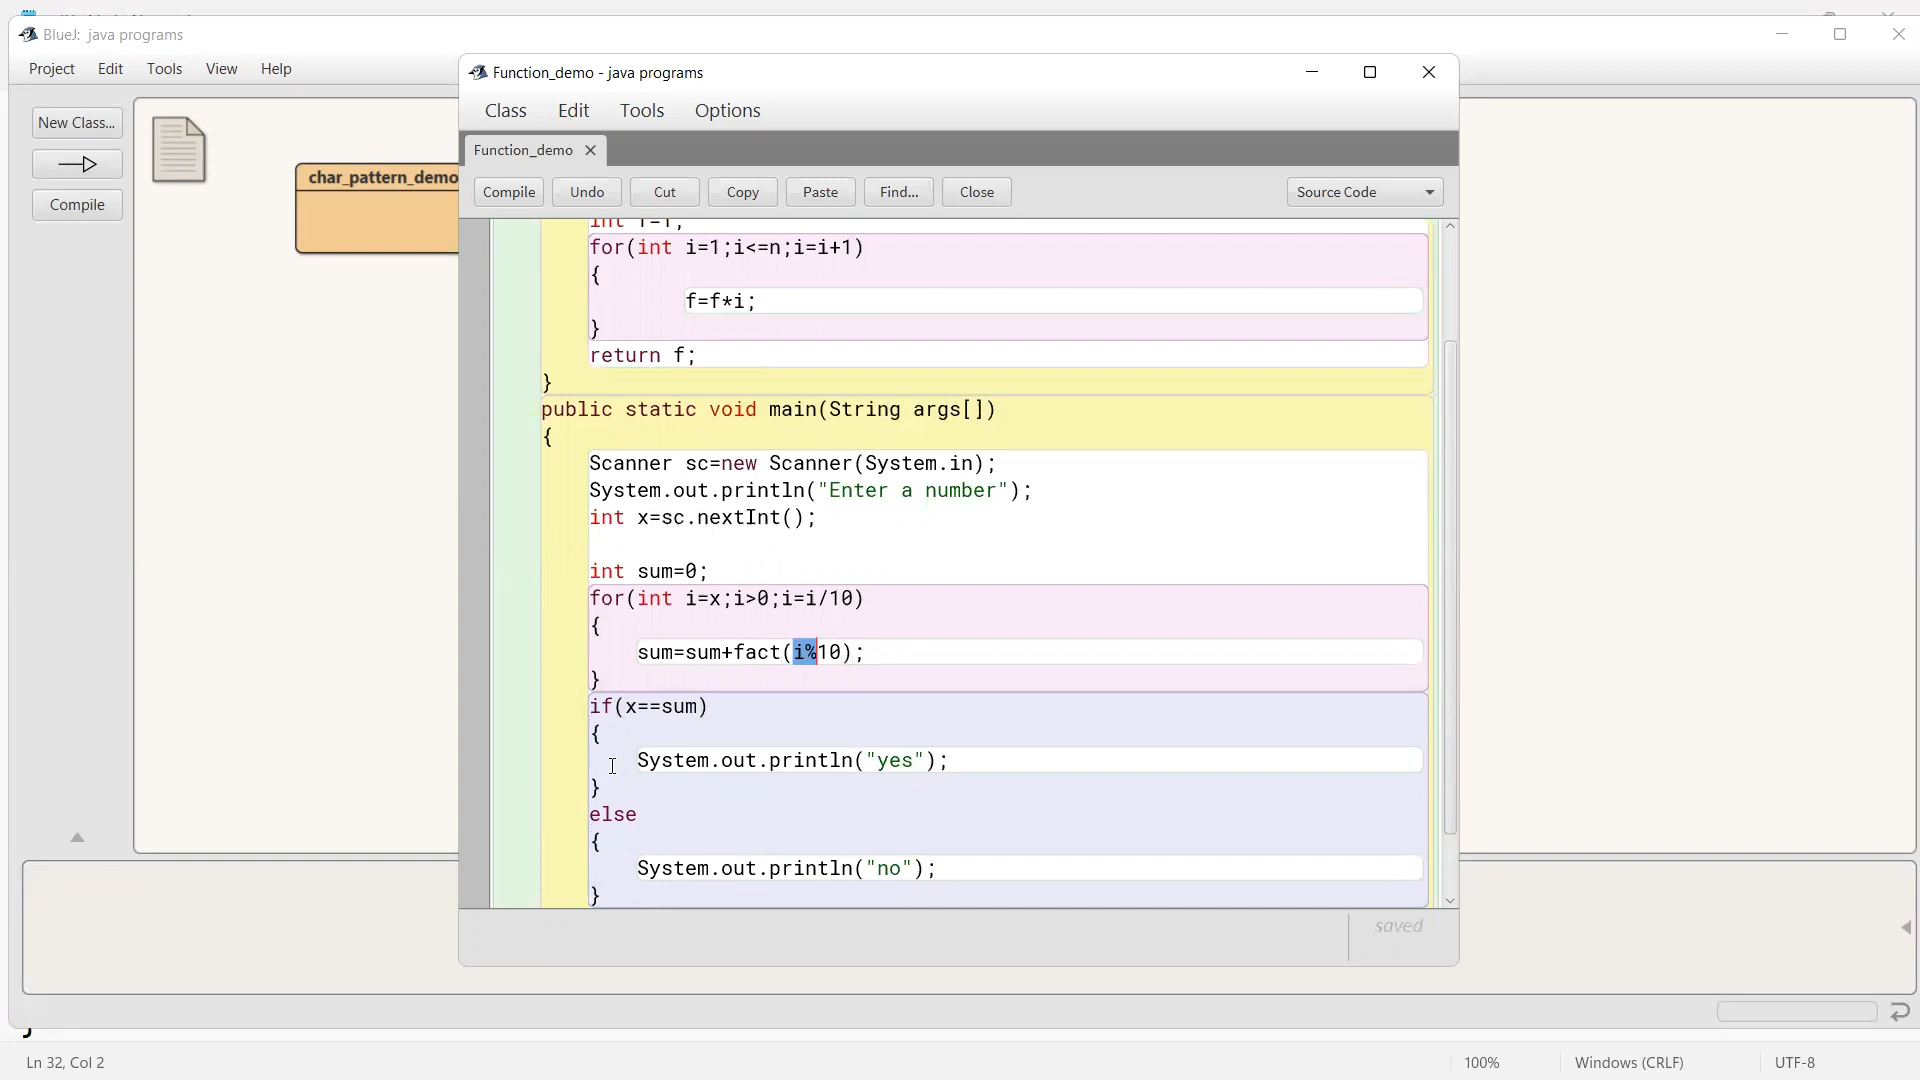 BlueJ: java programs
Project Edit Tools View Help
New Class...
Compile
char_pattern_demo
Function_demo - java programs
Class Edit Tools Options
Function_demo
Compile Undo Cut Copy Paste Find... Close Source Code
for(int i=1;i<=n;i=i+1)
{
f=f*i;
}
return f;
}
public static void main(String args[])
{
Scanner sc=new Scanner(System.in);
System.out.println("Enter a number");
int x=sc.nextInt();
int sum=0;
for(int i=x;i>0;i=i/10)
{
sum=sum+fact(i%10);
}
if(x==sum)
{
System.out.println("yes");
}
else
{
System.out.println("no");
}
saved
Ln 32, Col 2 100% Windows (CRLF) UTF-8